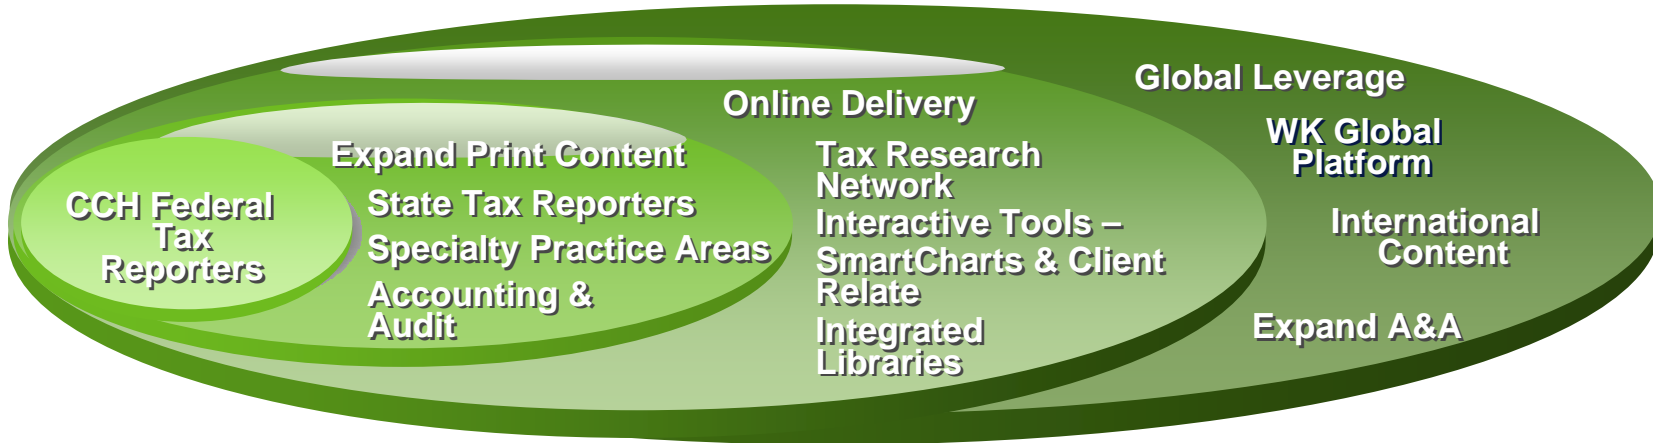 CCH Federal
Tax
Reporters
Expand Print Content
State Tax Reporters
Specialty Practice Areas
Accounting &
Audit
Online Delivery
Tax Research
Network
Interactive Tools –
SmartCharts & Client
Relate
Integrated
Libraries
Global Leverage
WK Global
Platform
International
Content
Expand A&A